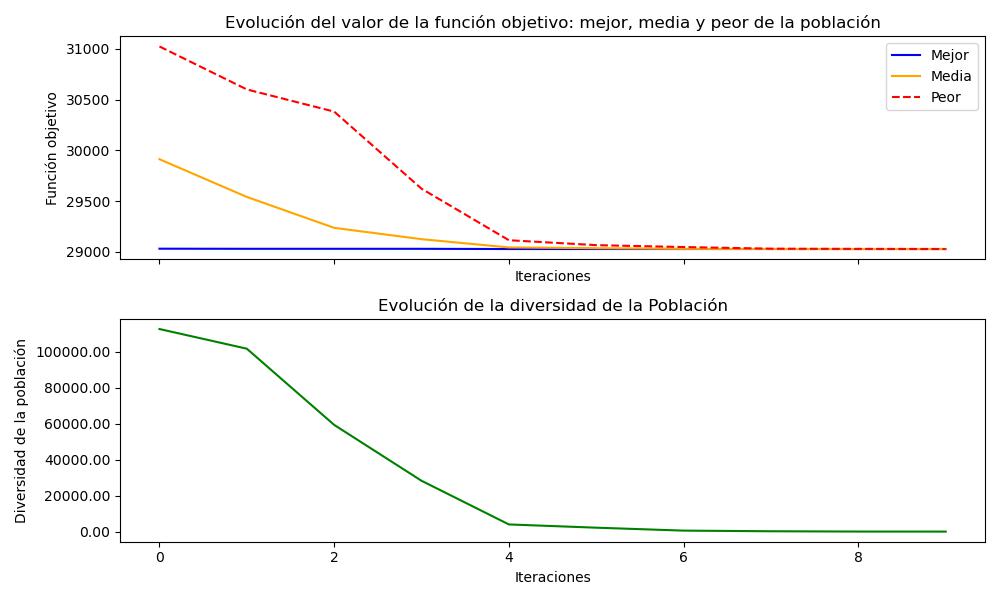 Evolución del valor de la función objetivo: mejor, media y peor de la población
31000
30500
30000
29500
29000
Función objetivo
Mejor
Media
Peor
Iteraciones
Evolución de la diversidad de la Población
100000.00
80000.00
60000.00
40000.00
20000.00
0.00
Diversidad de la población
0 2 4 6 8
Iteraciones